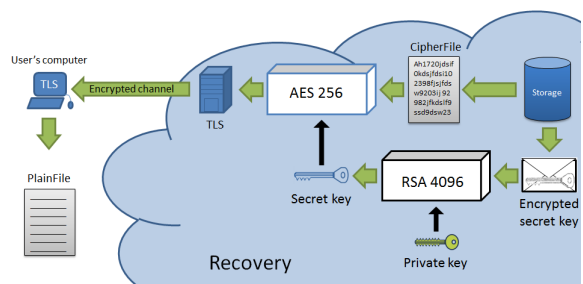 CipherFile
Ah1720jdsif
0kdsjfdsi10
2398fjsjfds
w9203ij 92
982jfkdslf9
ssd9dsw23
User's computer
TLS
Encrypted channel
TLS
AES 256
Storage
PlainFile
Secret key
RSA 4096
Encrypted
secret key
Private key
Recovery